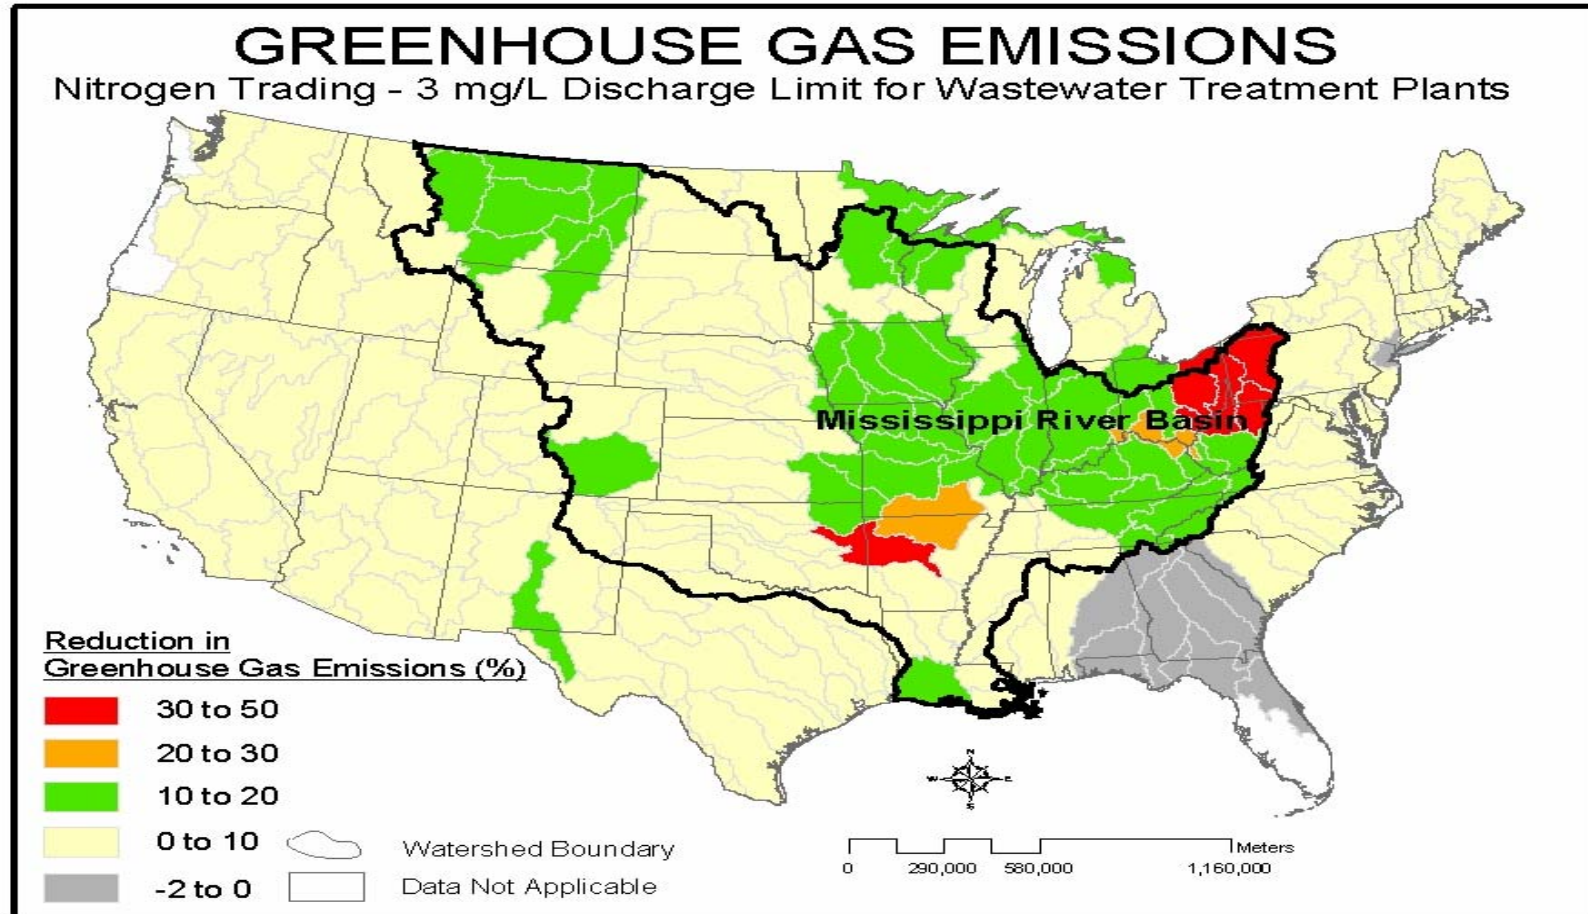 GREENHOUSE GAS EMISSIONS
Nitrogen Trading - 3 mg/L Discharge Limit for Wastewater Treatment Plants
Mississippi River Basin
Reduction in
Greenhouse Gas Emissions (%)
30 to 50
20 to 30
10 to 20
0 to 10
-2 to 0
Watershed Boundary
Data Not Applicable
N
W E
S
Meters
0 290,000 580,000 1,160,000